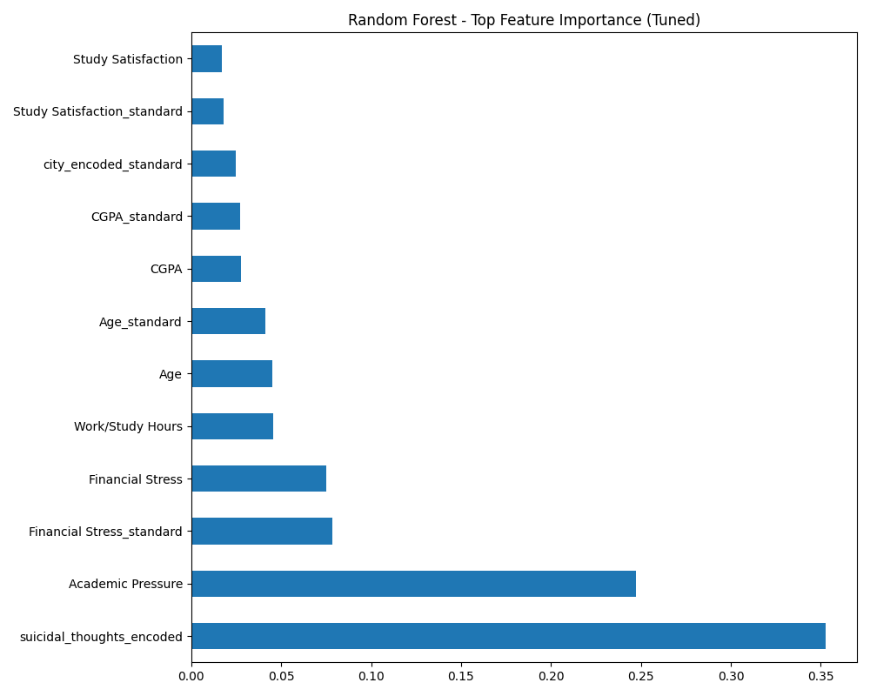 Random Forest - Top Feature Importance (Tuned)
Study Satisfaction
Study Satisfaction_standard
city_encoded_standard
CGPA_standard
CGPA
Age_standard
Age
Work/Study Hours
Financial Stress
Financial Stress_standard
Academic Pressure
suicidal_thoughts_encoded
0.00 0.05 0.10 0.15 0.20 0.25 0.30 0.35